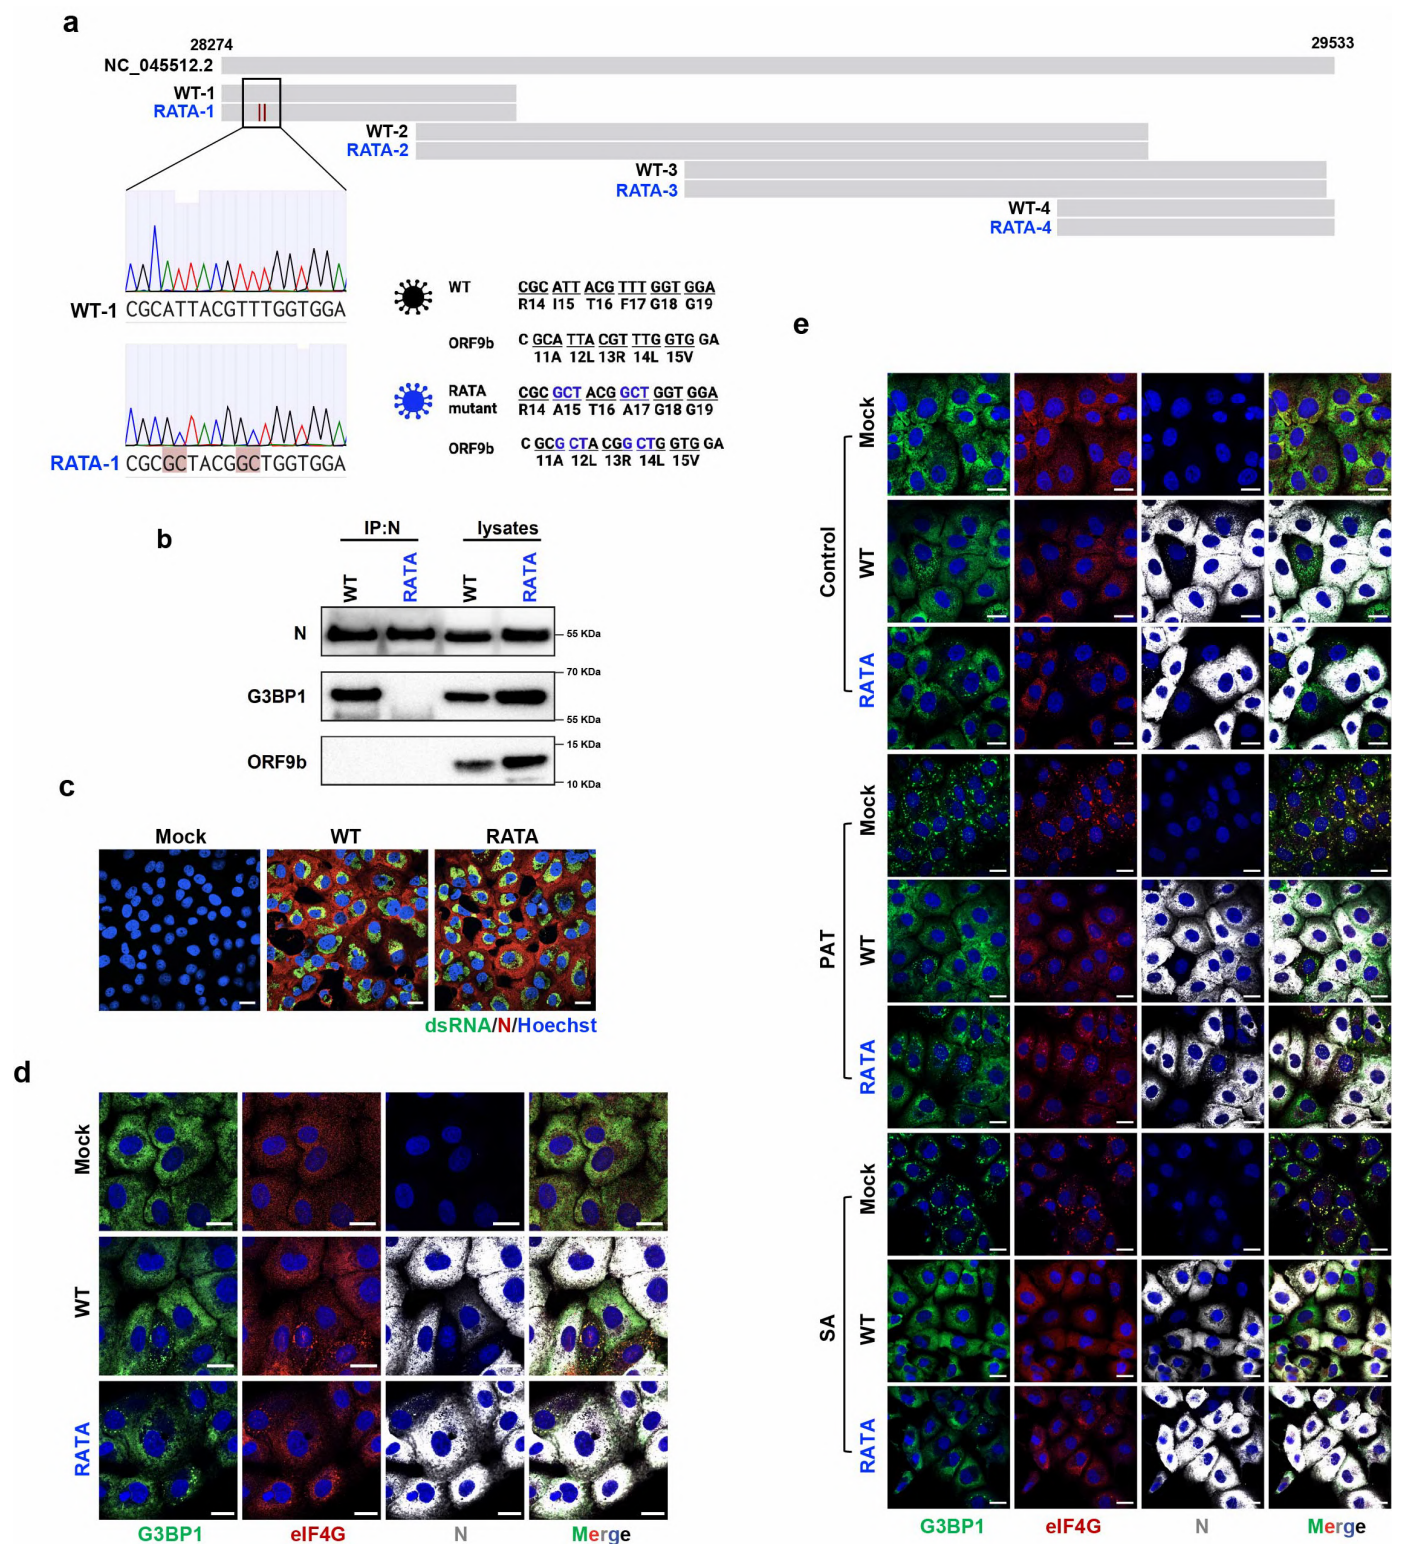 a
28274
29533
NC_045512.2
WT-1
RATA-1
WT-2
RATA-2
WT-3
RATA-3
WT-4
RATA-4
WT-1 CGCATTACGTTTGGTGGA
RATA-1 CGCGCTACGGCTGGTGGA
WT CGC ATT ACG TTT GGT GGA
R14 I15 T16 F17 G18 G19
ORF9b C GCA TTA CGT TTG GTG GA
11A 12L 13R 14L 15V
RATA mutant CGC GCT ACG GCT GGT GGA
R14 A15 T16 A17 G18 G19
ORF9b C GCG GCT A CGG GCT G GTG GA
11A 12L 13R 14L 15V
b
IP:N lysates
WT RATA WT RATA
N 55 KDa
70 KDa
G3BP1
55 KDa
15 KDa
ORF9b
10 KDa
c
Mock WT RATA
dsRNA/N/Hoechst
d
Mock
WT
RATA
G3BP1 eIF4G N Merge
e
Control
Mock
WT
RATA
PAT
Mock
WT
RATA
SA
Mock
WT
RATA
G3BP1 eIF4G N Merge